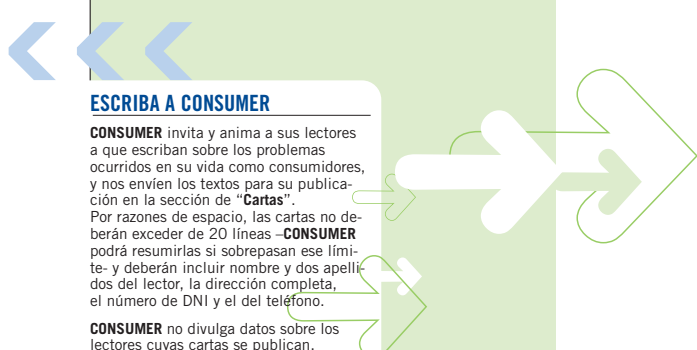 ESCRIBA A CONSUMER
CONSUMER invita y anima a sus lectores
a que escriban sobre los problemas
ocurridos en su vida como consumidores,
y nos envíen los textos para su publica-
ción en la sección de “Cartas”.
Por razones de espacio, las cartas no de-
berán exceder de 20 líneas –CONSUMER
podrá resumirlas si sobrepasan ese lími-
te- y deberán incluir nombre y dos apelli-
dos del lector, la dirección completa,
el número de DNI y el del teléfono.
CONSUMER no divulga datos sobre los
lectores cuyas cartas se publican.